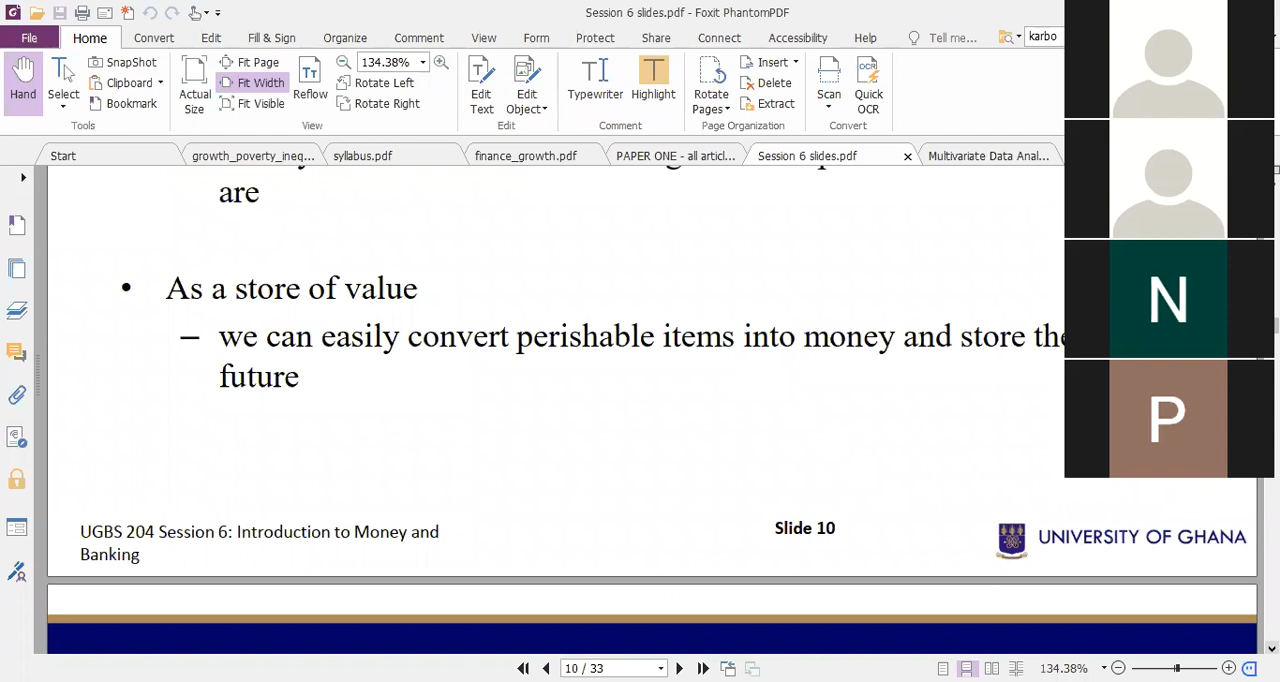 Session 6 slides.pdf - Foxit PhantomPDF
File Home Convert Edit Fill & Sign Organize Comment View Form Protect Share Connect Accessibility Help Tell me... karbo
Hand
Select
SnapShot
Clipboard
Bookmark
Tools
Actual
Size
Fit Page
Fit Width
Fit Visible
Reflow
134.38%
Rotate Left
Rotate Right
View
Edit
Text
Edit
Object
Edit
Typewriter
Highlight
Comment
Rotate
Pages
Insert
Delete
Extract
Page Organization
Scan
Quick
OCR
Convert
Start growth_poverty_ineq... syllabus.pdf finance_growth.pdf PAPER ONE - all articl... Session 6 slides.pdf Multivariate Data Anal...
are
• As a store of value
– we can easily convert perishable items into money and store
future
N
P
UGBS 204 Session 6: Introduction to Money and
Banking
Slide 10
UNIVERSITY OF GHANA
10 / 33
134.38%